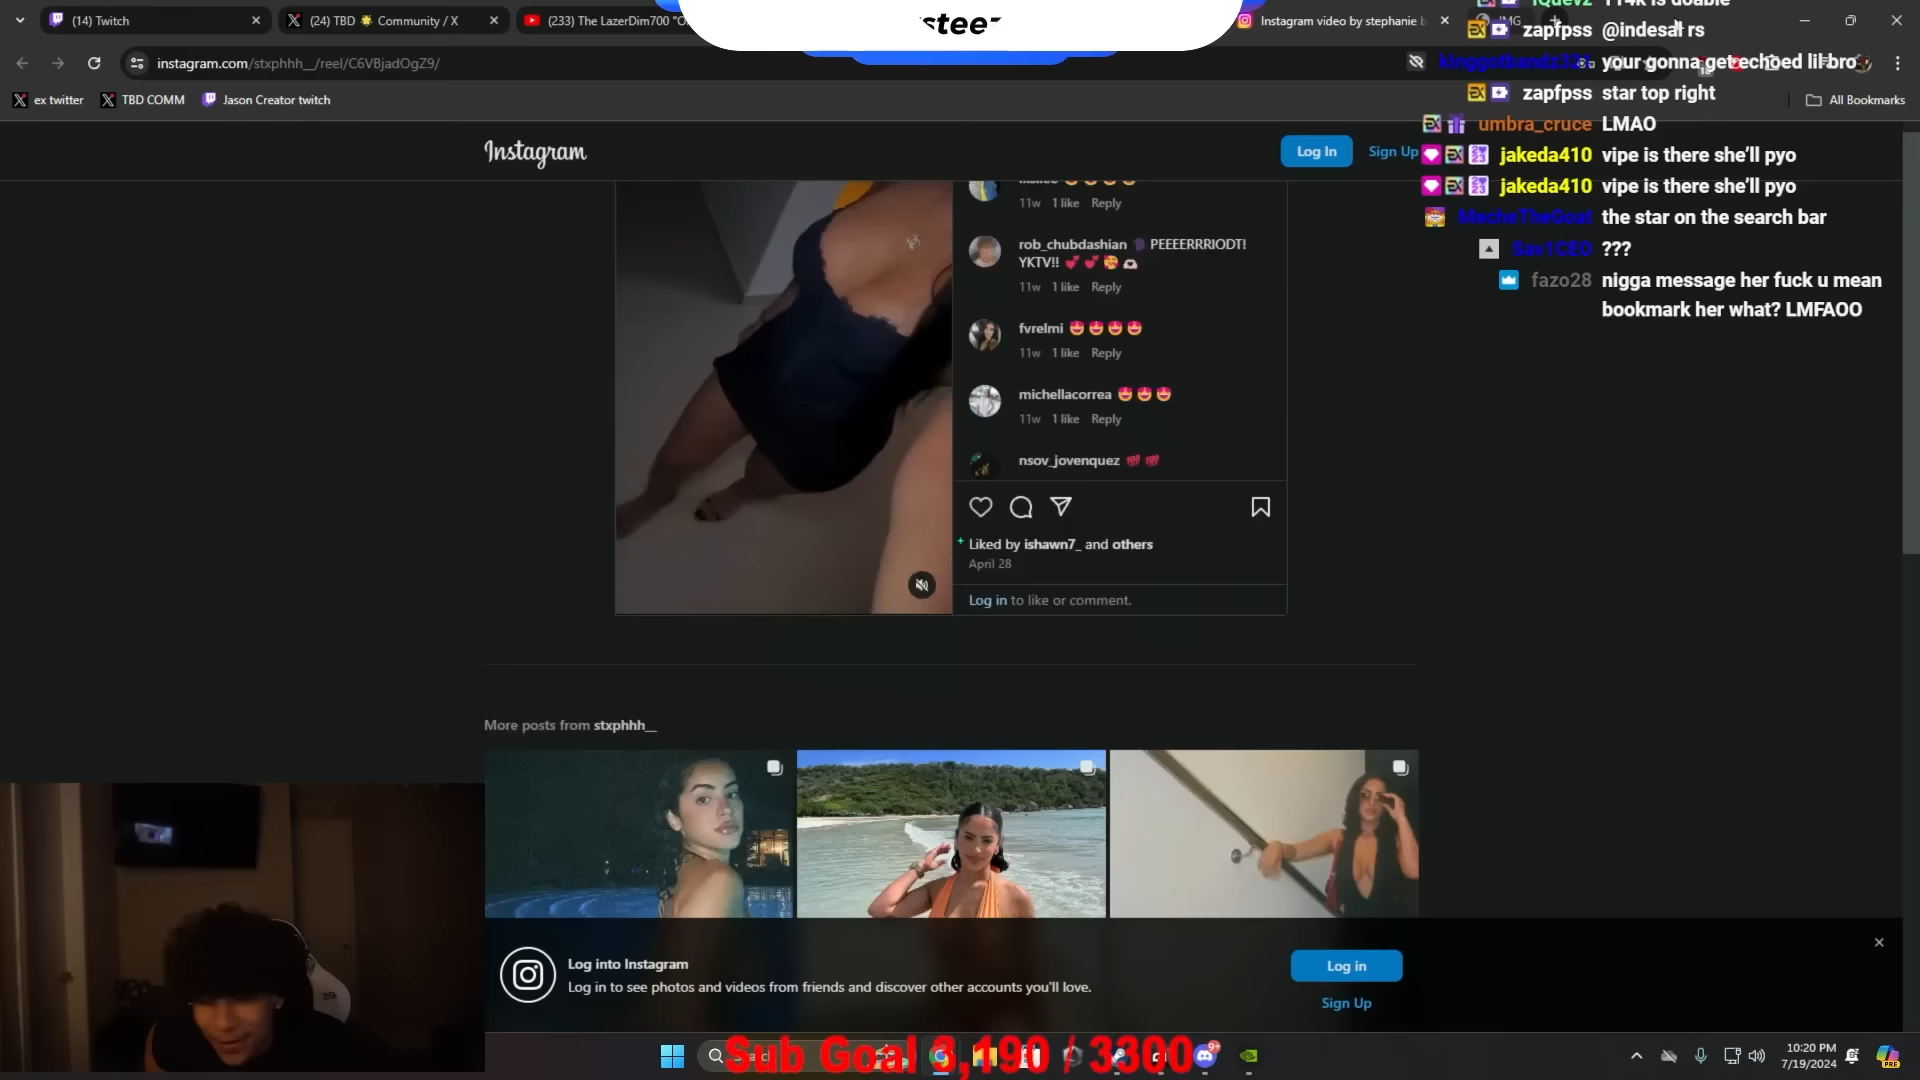 (14) Twitch
(24) TBD ☀️ Community / X
(233) The LazerDim700 "O
Instagram video by stephanie b
IMG
114k is doable
zapfpss @indesal rs
instagram.com/stxphhh__/reel/C6VBjadOgZ9/
your gonna get echoed lil bro
ex twitter
TBD COMM
Jason Creator twitch
zapfpss star top right
All Bookmarks
umbra_cruce LMAO
Instagram
Log In
Sign Up
jakeda410 vipe is there she'll pyo
jakeda410 vipe is there she'll pyo
MecheTheGoat the star on the search bar
Sav1CEO ???
fazo28 nigga message her fuck u mean
bookmark her what? LMFAOO
11w 1 like Reply
rob_chubdashian 🗣 PEEEERRRIODT!
YKTV!! 💕 💕 🥰 🫶🏻
11w 1 like Reply
fvrelmi 😍 😍 😍 😍
11w 1 like Reply
michellacorrea 😍 😍 😍
11w 1 like Reply
nsov_jovenquez 💯 💯
Liked by ishawn7_ and others
April 28
Log in to like or comment.
More posts from stxphhh__
Log into Instagram
Log in to see photos and videos from friends and discover other accounts you'll love.
Log in
Sign Up
Sub Goal 3,190 / 3300
10:20 PM
7/19/2024